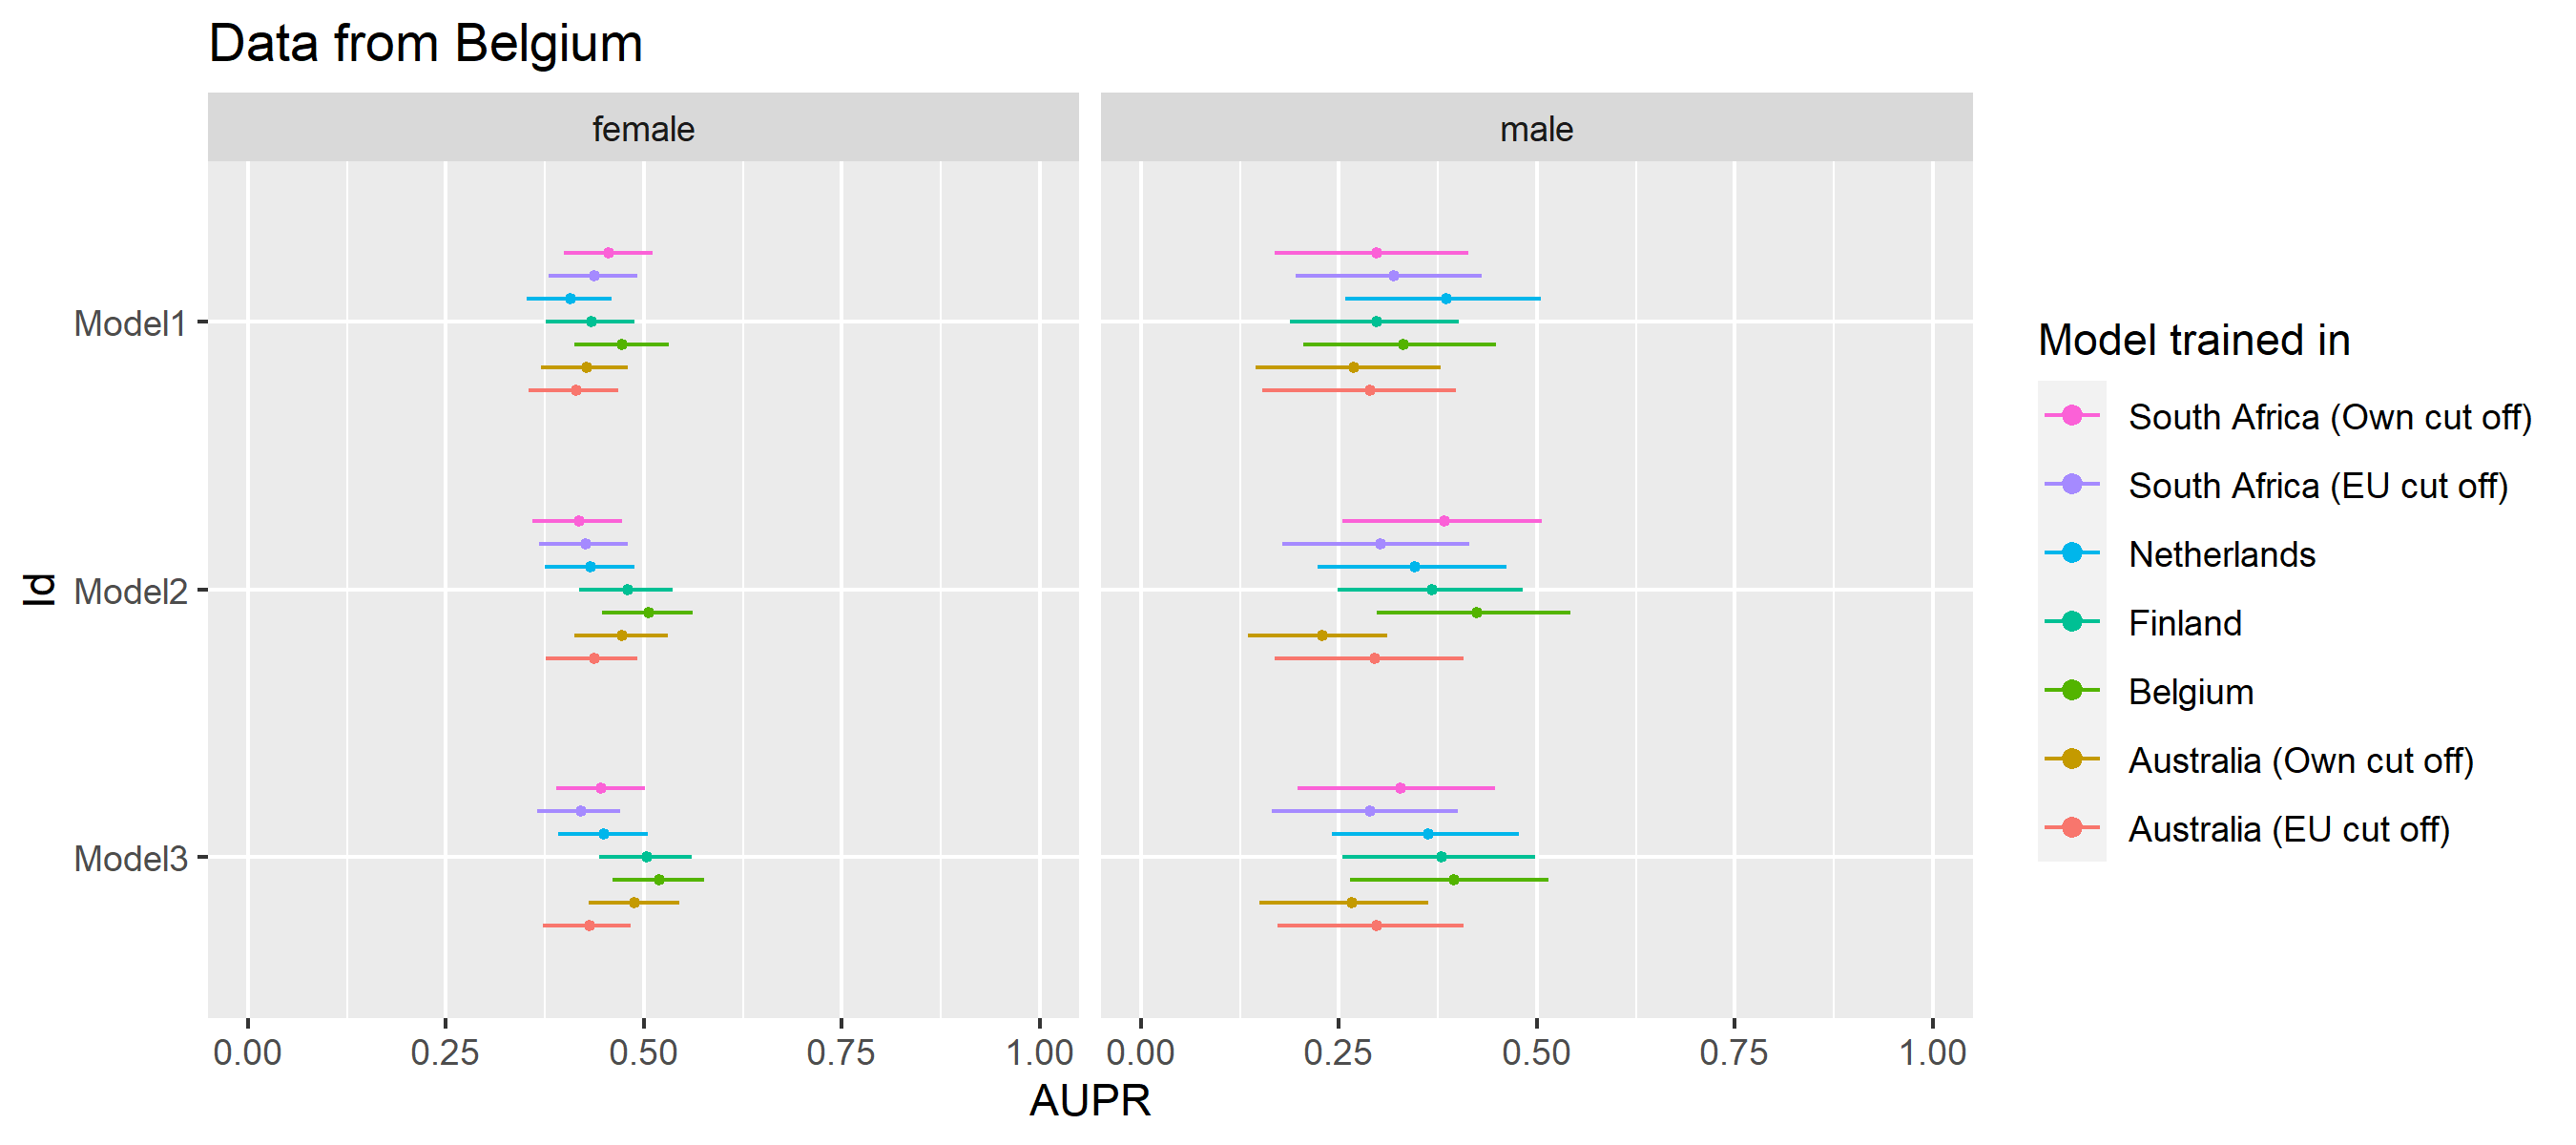 Data from Belgium
female
male
Id
Model1
Model2
Model3
0.00 0.25 0.50 0.75 1.00 0.00 0.25 0.50 0.75 1.00
AUPR
Model trained in
South Africa (Own cut off)
South Africa (EU cut off)
Netherlands
Finland
Belgium
Australia (Own cut off)
Australia (EU cut off)